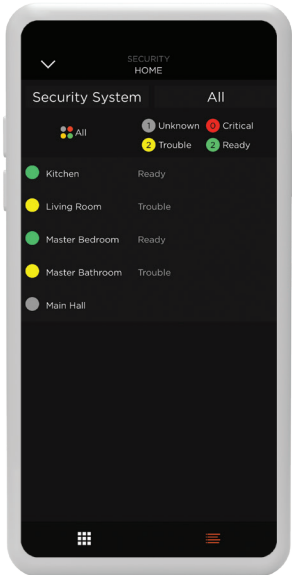 SECURITY
HOME
Security System All
All
1 Unknown 0 Critical
2 Trouble 2 Ready
Kitchen Ready
Living Room Trouble
Master Bedroom Ready
Master Bathroom Trouble
Main Hall